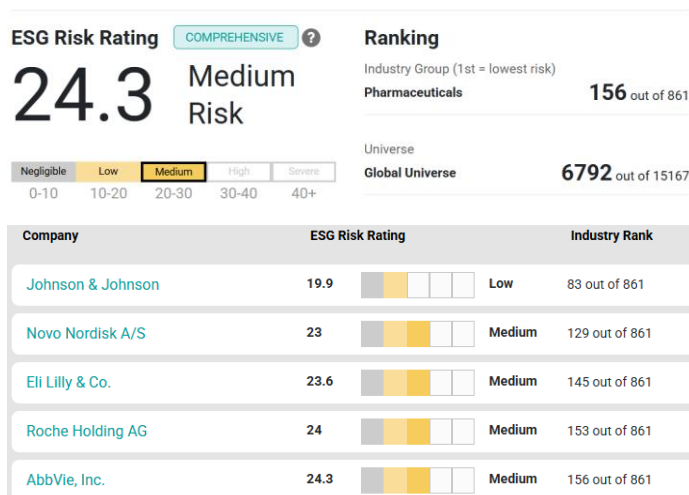 ESG Risk Rating COMPREHENSIVE ?
24.3 Medium Risk
Negligible Low Medium High Severe
0-10 10-20 20-30 30-40 40+
Ranking
Industry Group (1st = lowest risk)
Pharmaceuticals 156 out of 861
Universe
Global Universe 6792 out of 15167
Company ESG Risk Rating Industry Rank
Johnson & Johnson 19.9 Low 83 out of 861
Novo Nordisk A/S 23 Medium 129 out of 861
Eli Lilly & Co. 23.6 Medium 145 out of 861
Roche Holding AG 24 Medium 153 out of 861
AbbVie, Inc. 24.3 Medium 156 out of 861